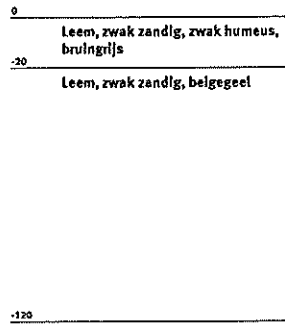 0
Leem, zwak zandig, zwak humeus,
bruingrijs
-20
Leem, zwak zandig, beigegeel
-120